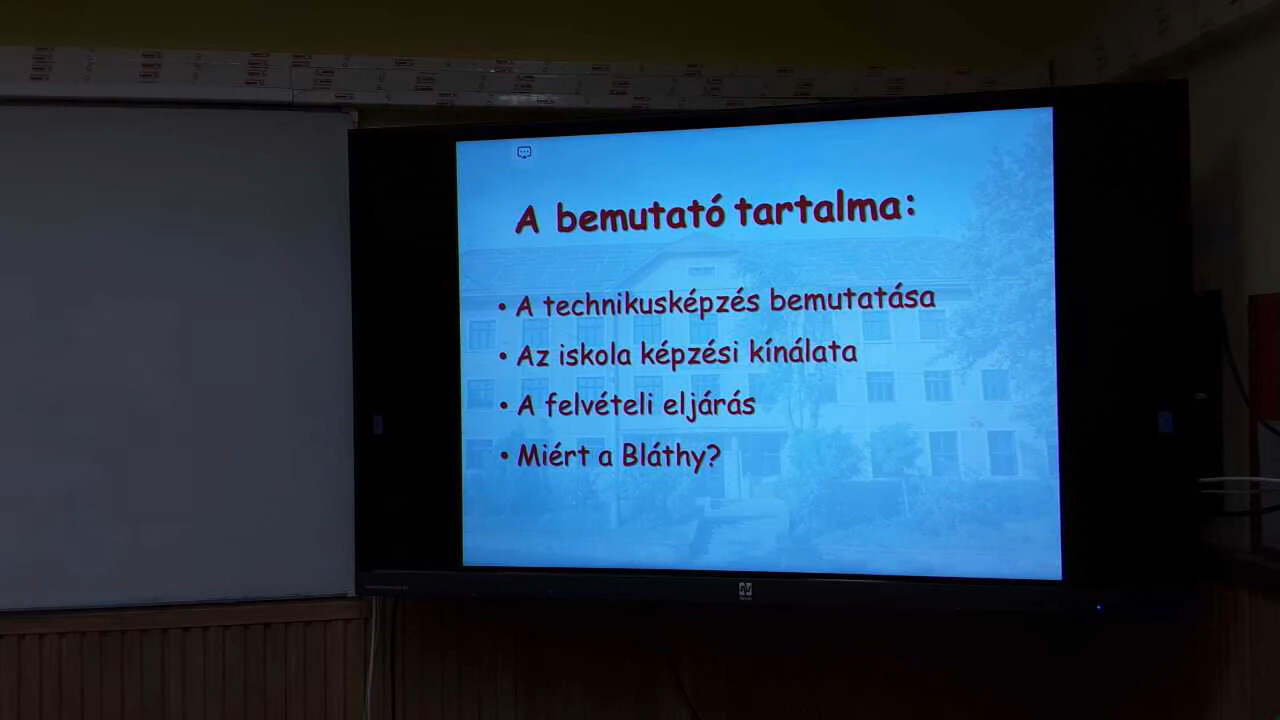 A bemutató tartalma:
• A technikusképzés bemutatása
• Az iskola képzési kínálata
• A felvételi eljárás
• Miért a Bláthy?